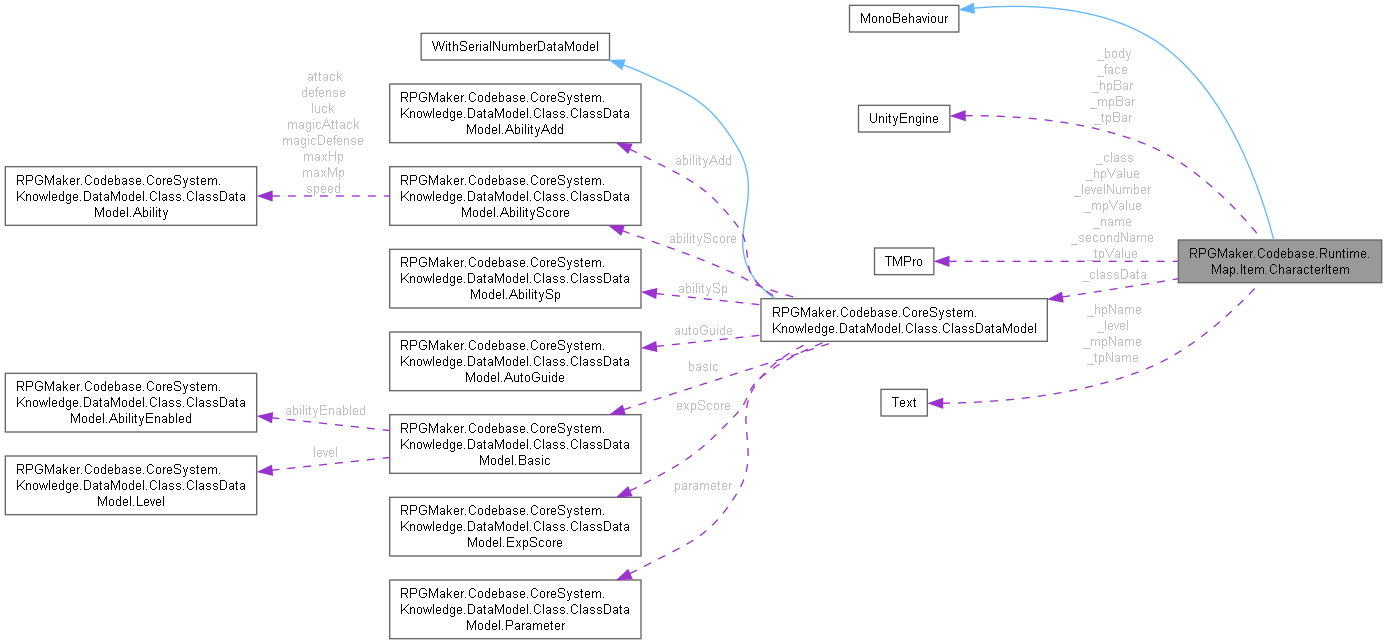 MonoBehaviour
WithSerialNumberDataModel
_body
_face
_hpBar
_mpBar
_tpBar
attack
defense
luck
magicAttack
magicDefense
maxHp
maxMp
speed
RPGMaker.Codebase.CoreSystem.
Knowledge.DataModel.Class.ClassData
Model.AbilityAdd
UnityEngine
abilityAdd
_class
_hpValue
_levelNumber
_mpValue
_name
_secondName
_tpValue
RPGMaker.Codebase.CoreSystem.
Knowledge.DataModel.Class.ClassData
Model.Ability
RPGMaker.Codebase.CoreSystem.
Knowledge.DataModel.Class.ClassData
Model.AbilityScore
abilityScore
TMPro
RPGMaker.Codebase.Runtime.
Map.Item.CharacterItem
RPGMaker.Codebase.CoreSystem.
Knowledge.DataModel.Class.ClassData
Model.AbilitySp
abilitySp
_classData
RPGMaker.Codebase.CoreSystem.
Knowledge.DataModel.Class.ClassDataModel
_hpName
_level
_mpName
_tpName
autoGuide
RPGMaker.Codebase.CoreSystem.
Knowledge.DataModel.Class.ClassData
Model.AutoGuide
basic
RPGMaker.Codebase.CoreSystem.
Knowledge.DataModel.Class.ClassData
Model.AbilityEnabled
abilityEnabled
expScore
Text
RPGMaker.Codebase.CoreSystem.
Knowledge.DataModel.Class.ClassData
Model.Basic
level
RPGMaker.Codebase.CoreSystem.
Knowledge.DataModel.Class.ClassData
Model.Level
parameter
RPGMaker.Codebase.CoreSystem.
Knowledge.DataModel.Class.ClassData
Model.ExpScore
RPGMaker.Codebase.CoreSystem.
Knowledge.DataModel.Class.ClassData
Model.Parameter